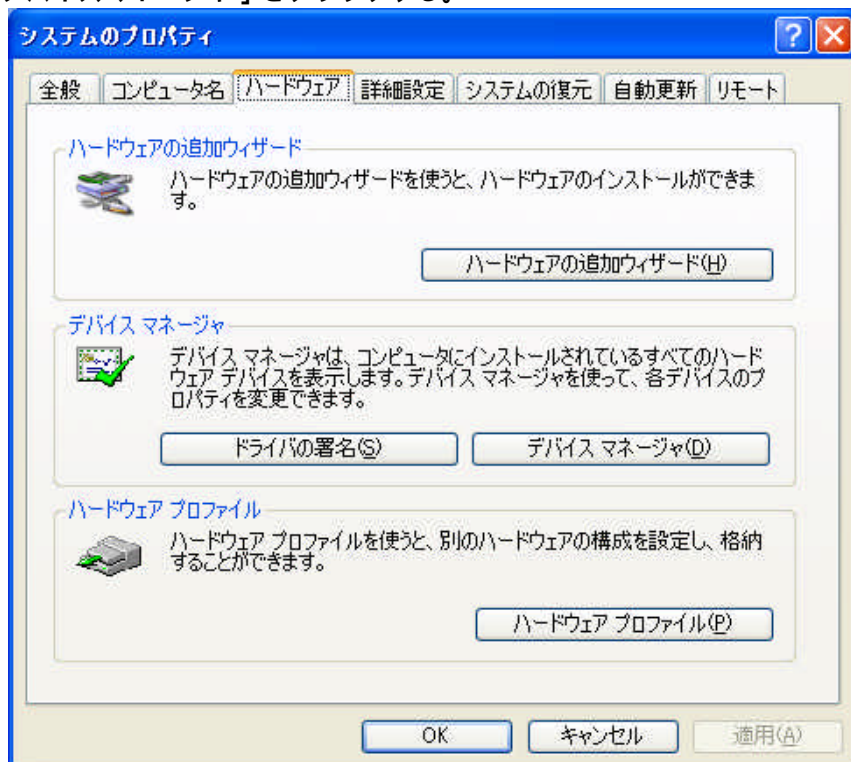 システムのプロパティ
全般 コンピュータ名 ハードウェア 詳細設定 システムの復元 自動更新 リモート
ハードウェアの追加ウィザード
ハードウェアの追加ウィザードを使うと、ハードウェアのインストールができま
す。
ハードウェアの追加ウィザード(H)
デバイス マネージャ
デバイス マネージャは、コンピュータにインストールされているすべてのハード
ウェア デバイスを表示します。デバイス マネージャを使って、各デバイスのプ
ロパティを変更できます。
ドライバの署名(S) デバイス マネージャ(D)
ハードウェア プロファイル
ハードウェア プロファイルを使うと、別のハードウェアの構成を設定し、格納
することができます。
ハードウェア プロファイル(P)
OK キャンセル 適用(A)